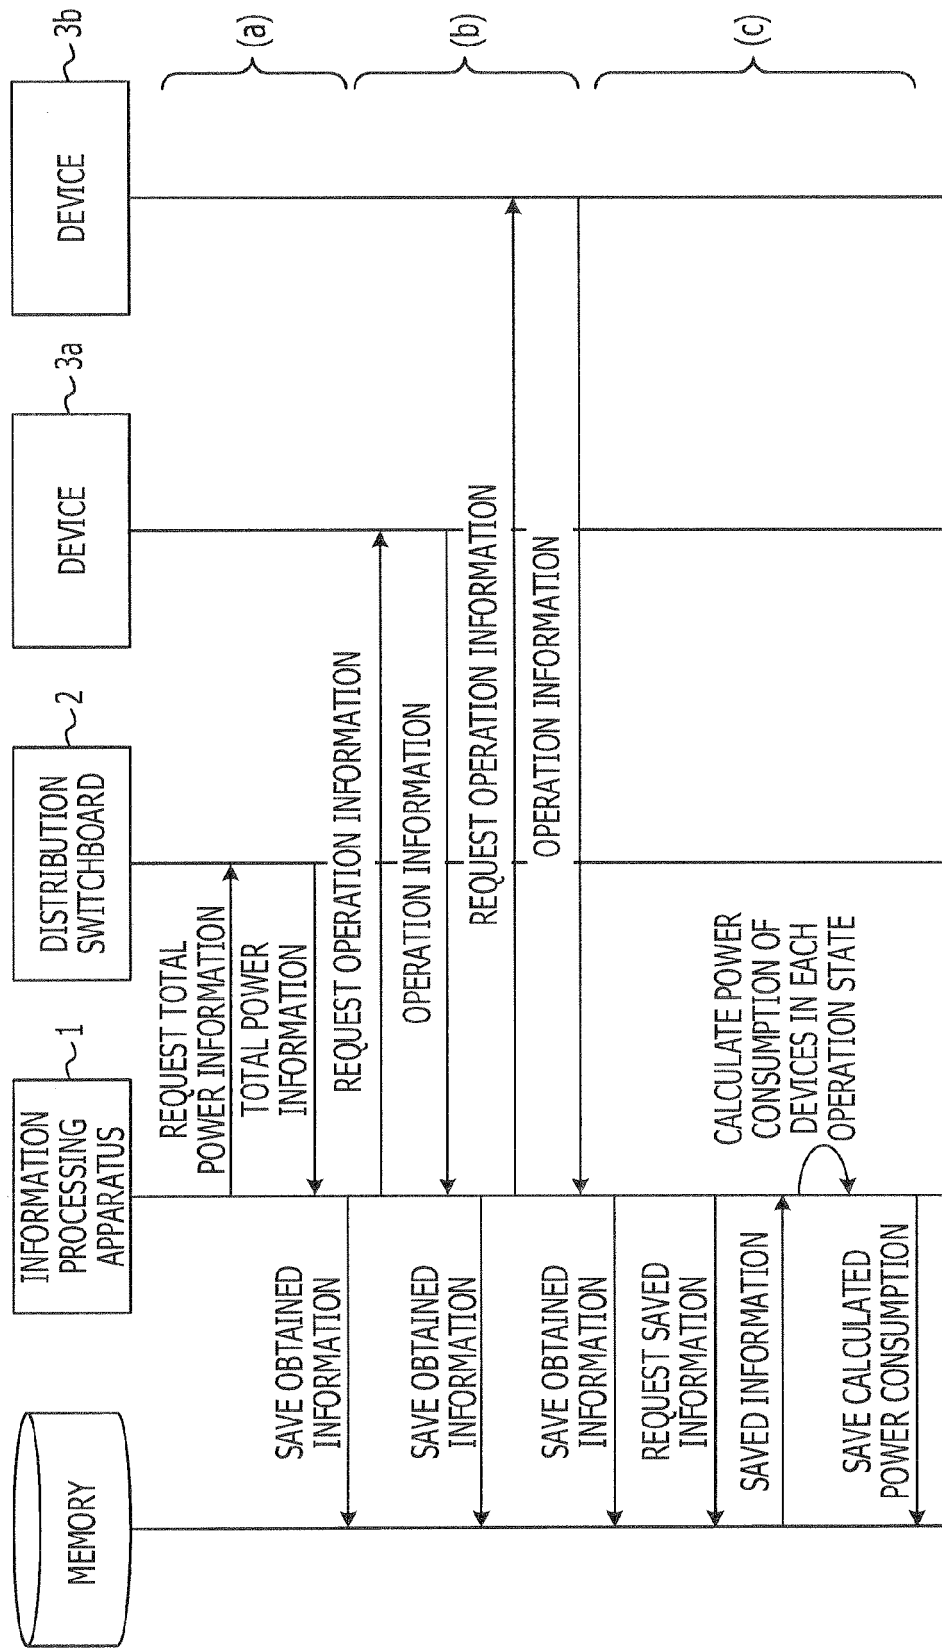 MEMORY
INFORMATION
PROCESSING
APPARATUS
1
DISTRIBUTION
SWITCHBOARD
2
DEVICE
3a
DEVICE
3b
REQUEST TOTAL
POWER INFORMATION
TOTAL POWER
INFORMATION
(a)
SAVE OBTAINED
INFORMATION
REQUEST OPERATION INFORMATION
OPERATION INFORMATION
(b)
SAVE OBTAINED
INFORMATION
REQUEST OPERATION INFORMATION
OPERATION INFORMATION
SAVE OBTAINED
INFORMATION
REQUEST SAVED
INFORMATION
(c)
SAVED INFORMATION
CALCULATE POWER
CONSUMPTION OF
DEVICES IN EACH
OPERATION STATE
SAVE CALCULATED
POWER CONSUMPTION